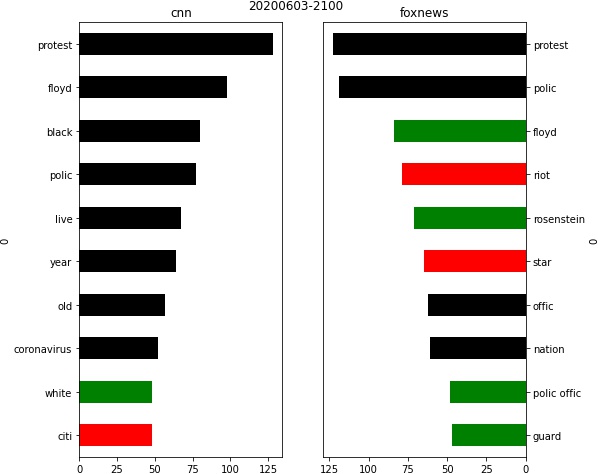 20200603-2100
cnn
foxnews
protest
floyd
black
polic
live
year
old
coronavirus
white
citi
0 25 50 75 100 125
0
protest
polic
floyd
riot
rosenstein
star
offic
nation
polic offic
guard
125 100 75 50 25 0
0